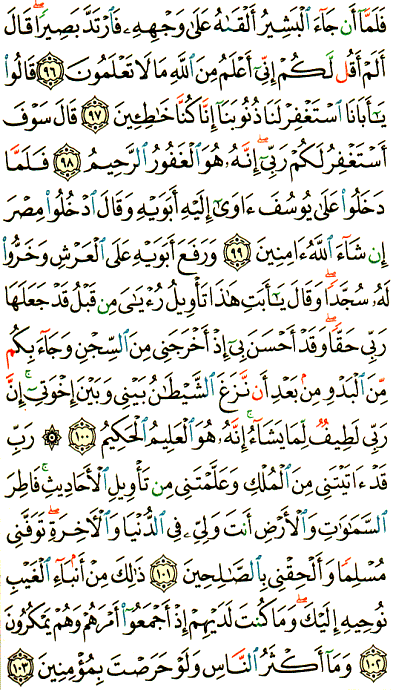 فَلَمَّآ أَن جَآءَ ٱلْبَشِيرُ أَلْقَىٰهُ عَلَىٰ وَجْهِهِۦ فَٱرْتَدَّ بَصِيرًاۖ قَالَ
أَلَمْ أَقُل لَّكُمْ إِنِّىٓ أَعْلَمُ مِنَ ٱللَّهِ مَا لَا تَعْلَمُونَ ٩٦ قَالُوا۟
يَٰٓأَبَانَا ٱسْتَغْفِرْ لَنَا ذُنُوبَنَآ إِنَّا كُنَّا خَٰطِـِٔينَ ٩٧ قَالَ سَوْفَ
أَسْتَغْفِرُ لَكُمْ رَبِّىٓۖ إِنَّهُۥ هُوَ ٱلْغَفُورُ ٱلرَّحِيمُ ٩٨ فَلَمَّا
دَخَلُوا۟ عَلَىٰ يُوسُفَ ءَاوَىٰٓ إِلَيْهِ أَبَوَيْهِ وَقَالَ ٱدْخُلُوا۟ مِصْرَ
إِن شَآءَ ٱللَّهُ ءَامِنِينَ ٩٩ وَرَفَعَ أَبَوَيْهِ عَلَى ٱلْعَرْشِ وَخَرُّوا۟
لَهُۥ سُجَّدًاۖ وَقَالَ يَٰٓأَبَتِ هَٰذَا تَأْوِيلُ رُءْيَٰىَ مِن قَبْلُ قَدْ جَعَلَهَا
رَبِّى حَقًّاۖ وَقَدْ أَحْسَنَ بِىٓ إِذْ أَخْرَجَنِى مِنَ ٱلسِّجْنِ وَجَآءَ بِكُم
مِّنَ ٱلْبَدْوِ مِنۢ بَعْدِ أَن نَّزَغَ ٱلشَّيْطَٰنُ بَيْنِى وَبَيْنَ إِخْوَتِىٓۚ إِنَّ
رَبِّى لَطِيفٌ لِّمَا يَشَآءُۚ إِنَّهُۥ هُوَ ٱلْعَلِيمُ ٱلْحَكِيمُ ١٠٠ ۞ رَبِّ
قَدْ ءَاتَيْتَنِى مِنَ ٱلْمُلْكِ وَعَلَّمْتَنِى مِن تَأْوِيلِ ٱلْأَحَادِيثِۚ فَاطِرَ
ٱلسَّمَٰوَٰتِ وَٱلْأَرْضِ أَنتَ وَلِىِّۦ فِى ٱلدُّنْيَا وَٱلْءَاخِرَةِۖ تَوَفَّنِى
مُسْلِمًا وَأَلْحِقْنِى بِٱلصَّٰلِحِينَ ١٠١ ذَٰلِكَ مِنْ أَنۢبَآءِ ٱلْغَيْبِ
نُوحِيهِ إِلَيْكَۖ وَمَا كُنتَ لَدَيْهِمْ إِذْ أَجْمَعُوٓا۟ أَمْرَهُمْ وَهُمْ يَمْكُرُونَ
١٠٢ وَمَآ أَكْثَرُ ٱلنَّاسِ وَلَوْ حَرَصْتَ بِمُؤْمِنِينَ ١٠٣